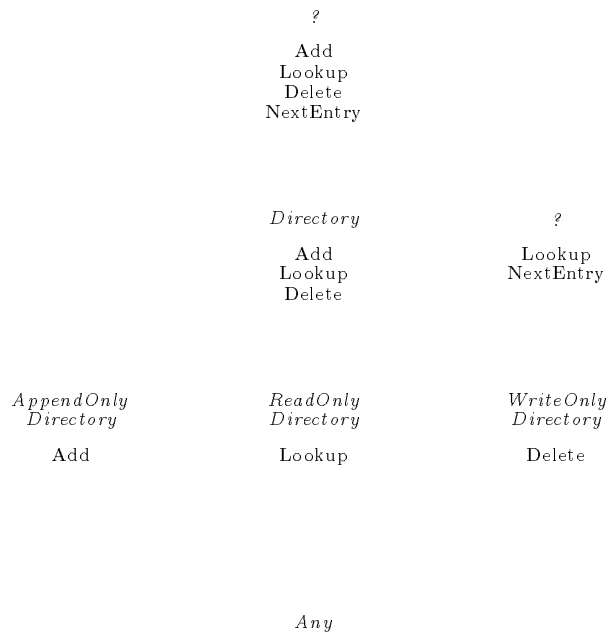 ?
Add
Lookup
Delete
NextEntry
Directory
Add
Lookup
Delete
?
Lookup
NextEntry
AppendOnly
Directory
Add
ReadOnly
Directory
Lookup
WriteOnly
Directory
Delete
Any